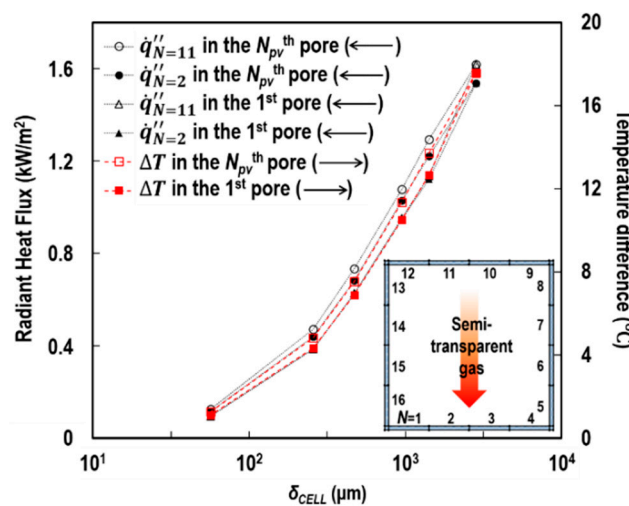 20
1.6
q̇″N=11 in the Npvth pore (←)
q̇″N=2 in the Npvth pore (←)
q̇″N=11 in the 1st pore (←)
q̇″N=2 in the 1st pore (←)
ΔT in the Npvth pore (→)
ΔT in the 1st pore (→)
16
1.2
12
0.8
8
0.4
4
0
0
Radiant Heat Flux (kW/m²)
Temperature difference (°C)
12 11 10 9
13 8
14 7
Semi-
transparent
gas
15 6
16 5
N=1 2 3 4
10¹ 10² 10³ 10⁴
δCELL (μm)